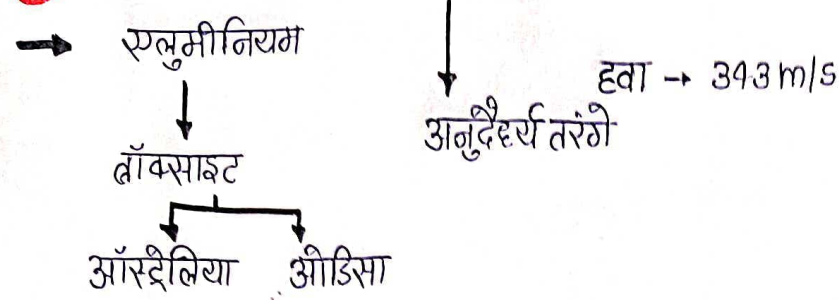 → एलुमीनियम
हवा → 343 m/s
अनुदैर्ध्य तरंगे
बॉक्साइट
ऑस्ट्रेलिया ओडिसा